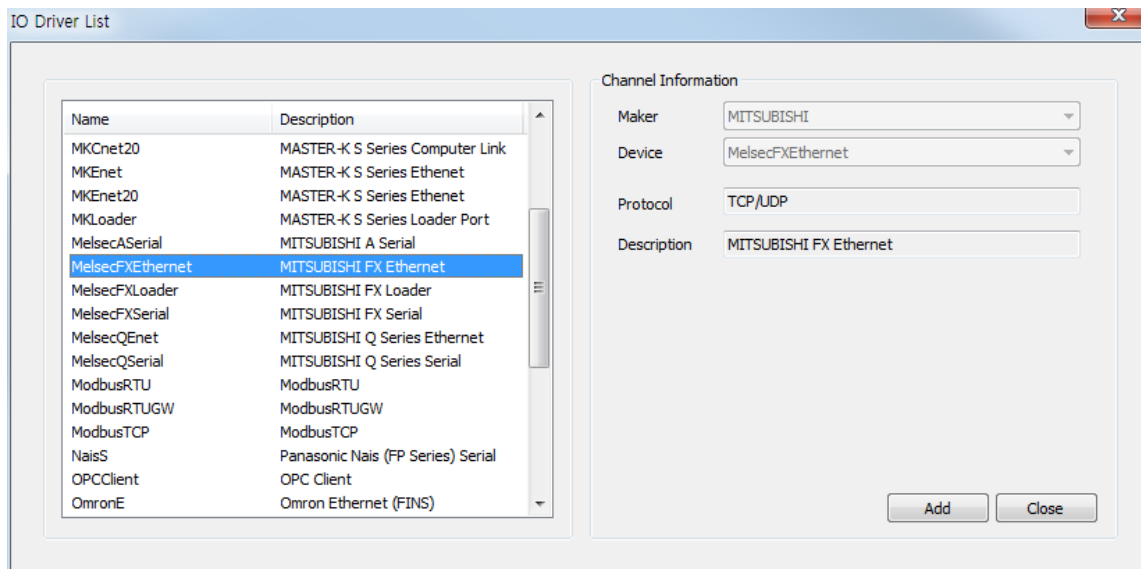 IO Driver List
Name Description
MKCnet20 MASTER-K S Series Computer Link
MKEnet MASTER-K S Series Ethenet
MKEnet20 MASTER-K S Series Ethenet
MKLoader MASTER-K S Series Loader Port
MelsecASerial MITSUBISHI A Serial
MelsecFXEthernet MITSUBISHI FX Ethernet
MelsecFXLoader MITSUBISHI FX Loader
MelsecFXSerial MITSUBISHI FX Serial
MelsecQEnet MITSUBISHI Q Series Ethernet
MelsecQSerial MITSUBISHI Q Series Serial
ModbusRTU ModbusRTU
ModbusRTUGW ModbusRTUGW
ModbusTCP ModbusTCP
NaisS Panasonic Nais (FP Series) Serial
OPCClient OPC Client
OmronE Omron Ethernet (FINS)
Channel Information
Maker MITSUBISHI
Device MelsecFXEthernet
Protocol TCP/UDP
Description MITSUBISHI FX Ethernet
Add Close